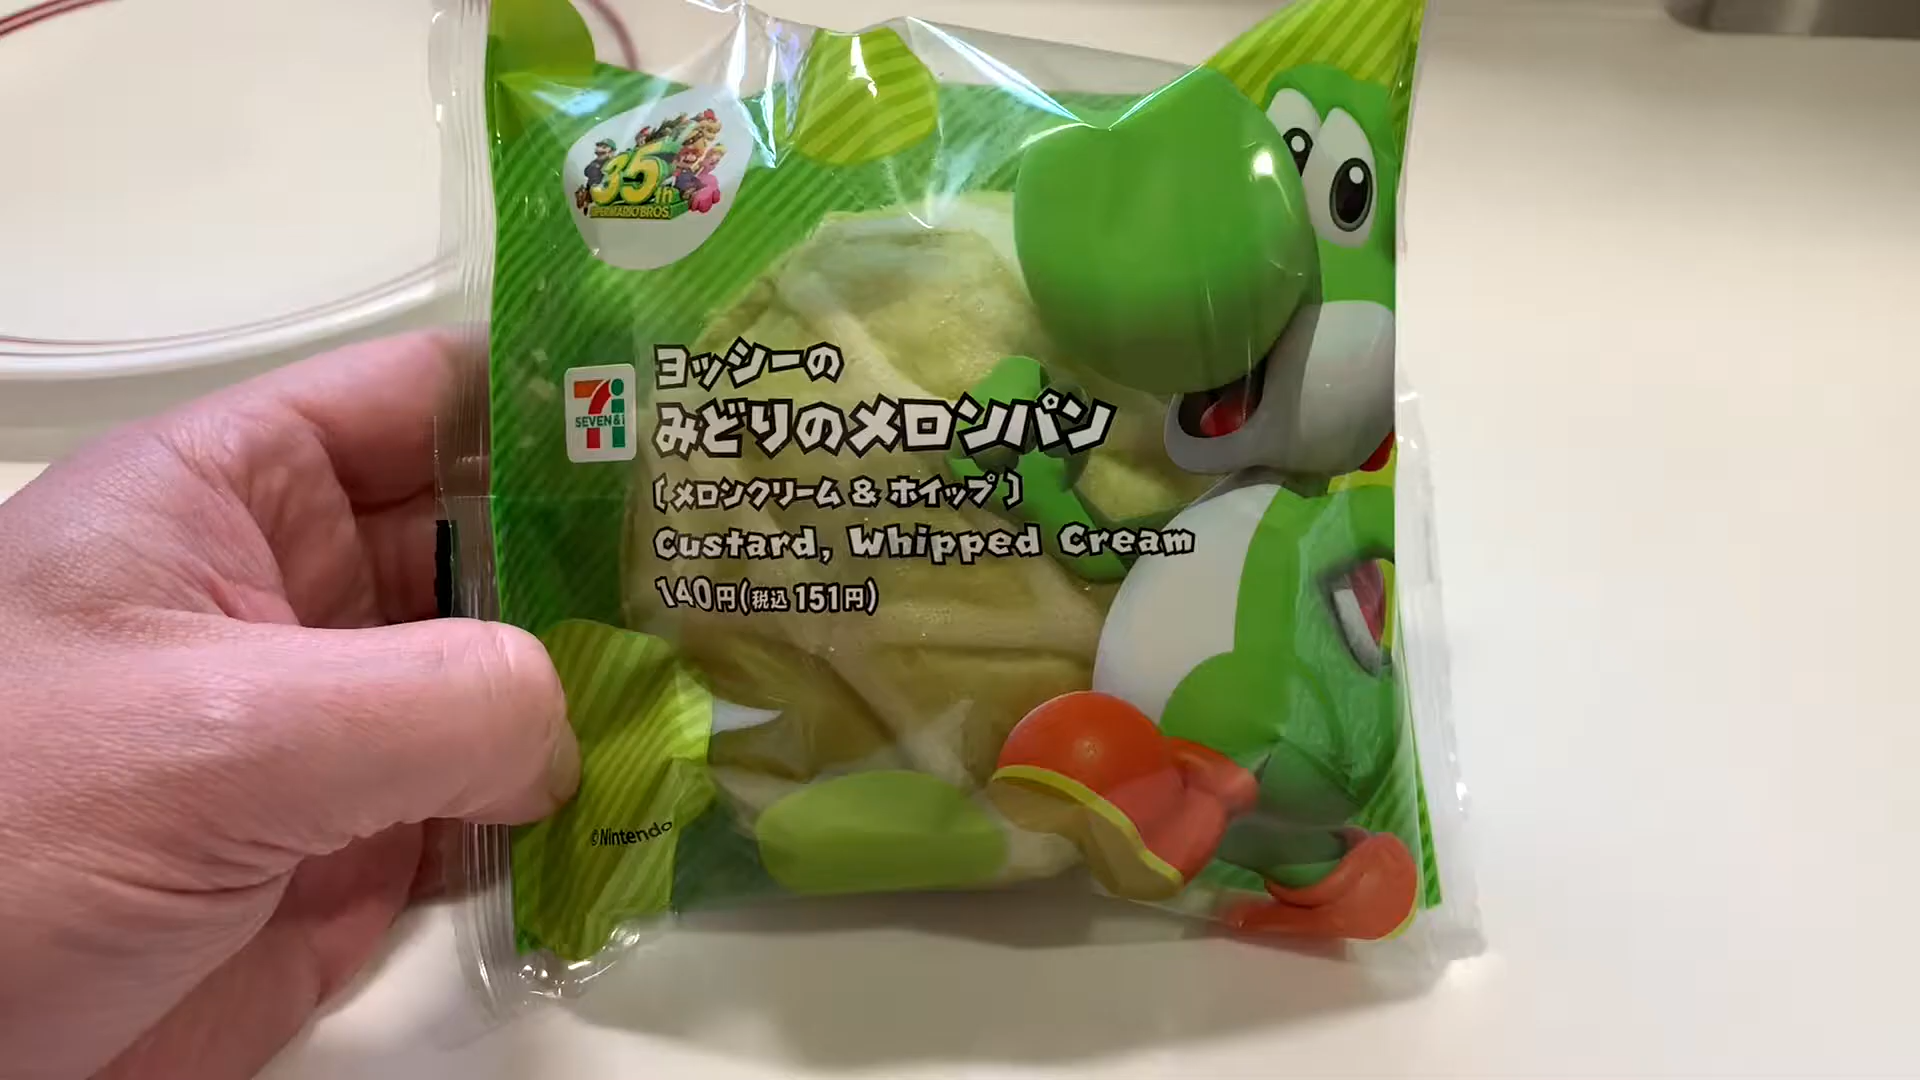 35th
SUPER MARIO BROS.
7i
SEVEN&i
ヨッシーの
みどりのメロンパン
〔メロンクリーム & ホイップ〕
Custard, Whipped Cream
140円(税込151円)
©Nintendo